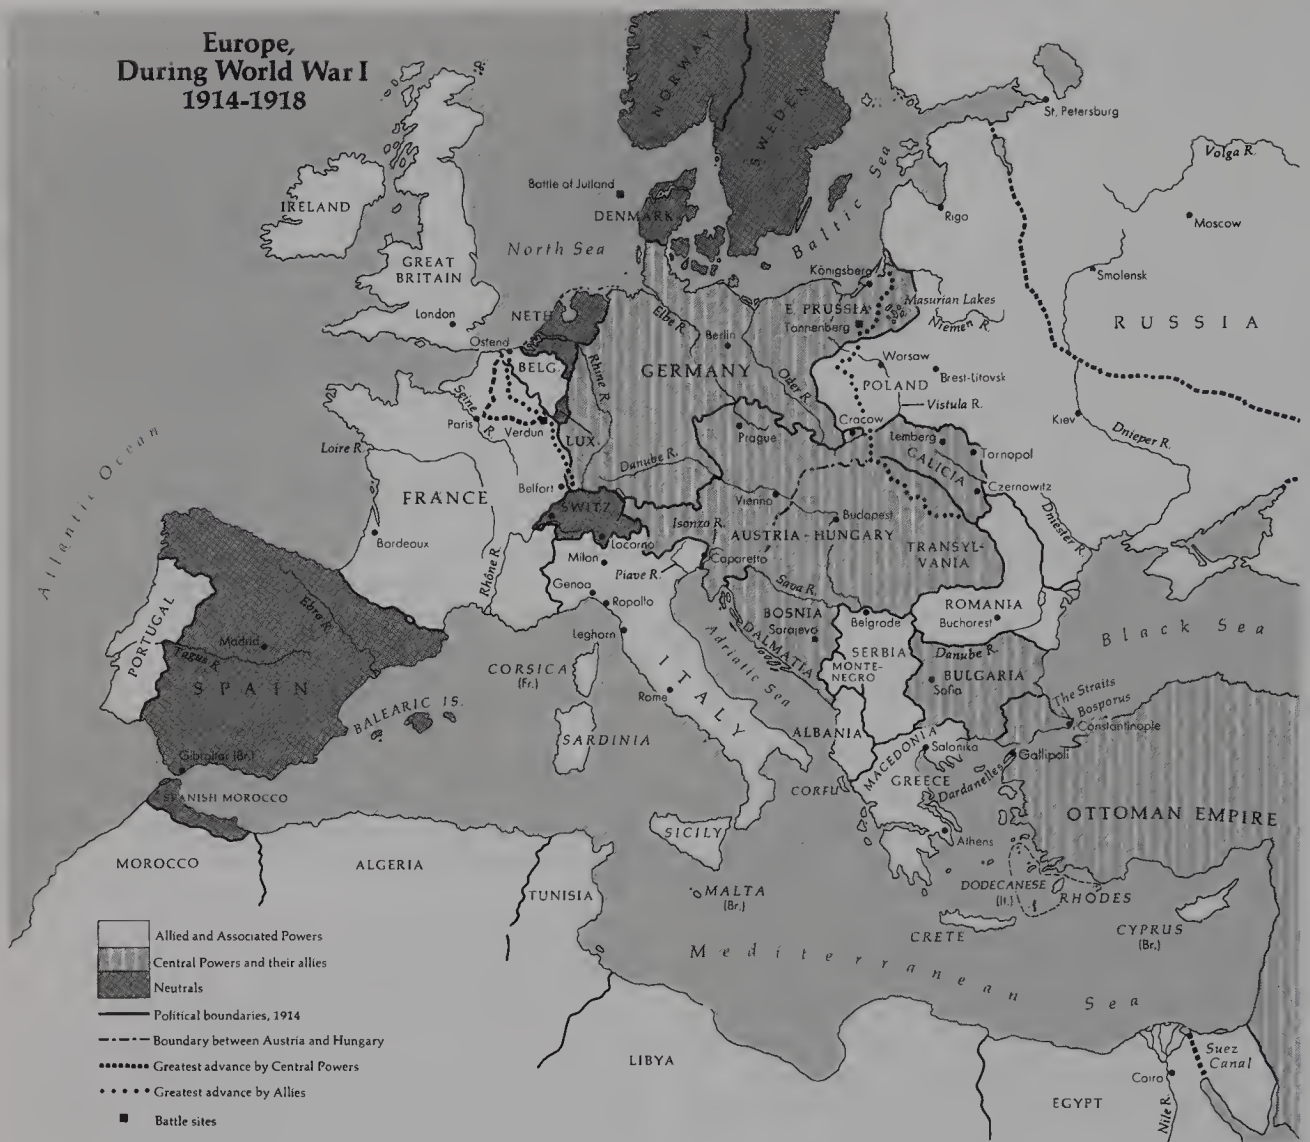 Europe,
During World War I
1914-1918
NORWAY
SWEDEN
St. Petersburg
Volga R.
Battle of Jutland
DENMARK
IRELAND
Baltic Sea
Riga
Moscow
North Sea
GREAT
BRITAIN
Königsberg
Smolensk
E. PRUSSIA
Masurian Lakes
London
NETH.
Elbe R.
Berlin
Tannenberg
Niemen R.
RUSSIA
Ostend
BELG.
Rhine R.
GERMANY
Oder R.
Warsaw
POLAND
Brest-Litovsk
Vistula R.
Seine
R.
Paris
Verdun
LUX.
Prague
Cracow
Lemberg
Kiev
Dnieper R.
Loire R.
GALICIA
Tarnopol
Danube R.
Atlantic Ocean
FRANCE
Belfort
SWITZ.
Vienna
Czernowitz
Isonzo R.
Budapest
AUSTRIA-HUNGARY
Dniester R.
Bordeaux
Locarno
Milan
Caporetto
TRANSYL-
VANIA
Rhône R.
Piave R.
Genoa
Rapallo
Sava R.
PORTUGAL
Ebro R.
BOSNIA
Sarajevo
Belgrade
ROMANIA
Bucharest
Black Sea
Leghorn
DALMATIA
Madrid
Tagus R.
SPAIN
Adriatic Sea
SERBIA
MONTE-
NEGRO
Danube R.
BULGARIA
Sofia
CORSICA
(Fr.)
ITALY
Rome
The Straits
Bosporus
Constantinople
BALEARIC IS.
SARDINIA
ALBANIA
MACEDONIA
Salonika
Gallipoli
Gibraltar (Br.)
GREECE
Dardanelles
CORFU
SPANISH MOROCCO
OTTOMAN EMPIRE
SICILY
Athens
MOROCCO
ALGERIA
TUNISIA
MALTA
(Br.)
DODECANESE
(It.)
RHODES
CRETE
CYPRUS
(Br.)
Mediterranean Sea
Allied and Associated Powers
Central Powers and their allies
Neutrals
Political boundaries, 1914
Boundary between Austria and Hungary
Greatest advance by Central Powers
Greatest advance by Allies
Battle sites
LIBYA
Suez
Canal
Cairo
EGYPT
Nile R.